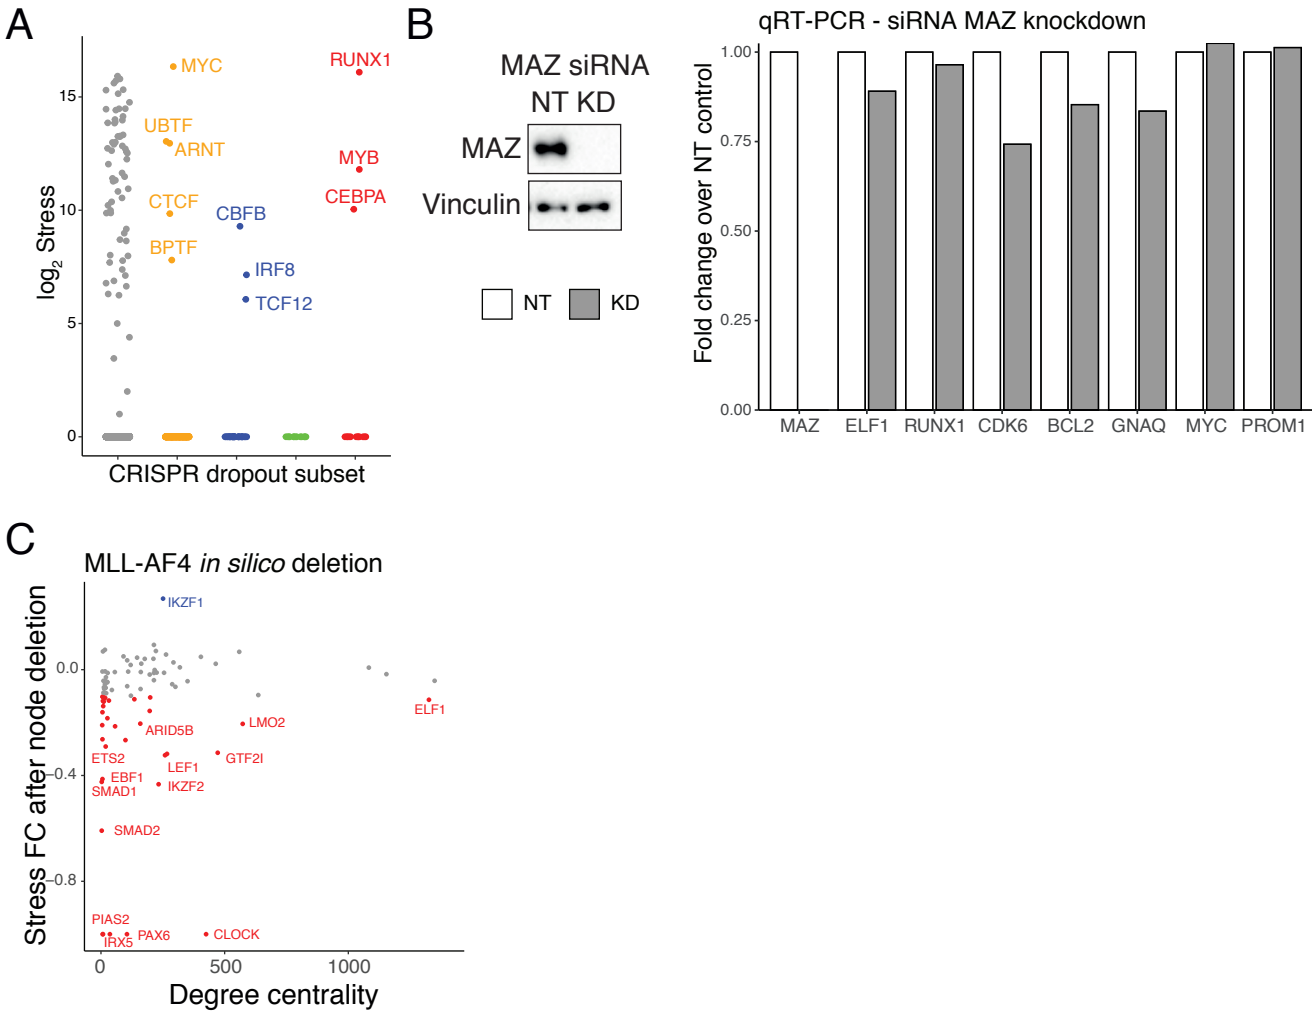 A
log2 Stress
15
10
5
0
MYC
UBTF
ARNT
CTCF
BPTF
CBFB
IRF8
TCF12
RUNX1
MYB
CEBPA
CRISPR dropout subset
B
MAZ siRNA
NT KD
MAZ
Vinculin
NT KD
qRT-PCR - siRNA MAZ knockdown
Fold change over NT control
1.00
0.75
0.50
0.25
0.00
MAZ ELF1 RUNX1 CDK6 BCL2 GNAQ MYC PROM1
C
MLL-AF4 in silico deletion
Stress FC after node deletion
0.0
−0.4
−0.8
IKZF1
ELF1
LMO2
ARID5B
GTF2I
ETS2
LEF1
EBF1
IKZF2
SMAD1
SMAD2
PIAS2
PAX6
CLOCK
IRX5
0 500 1000
Degree centrality